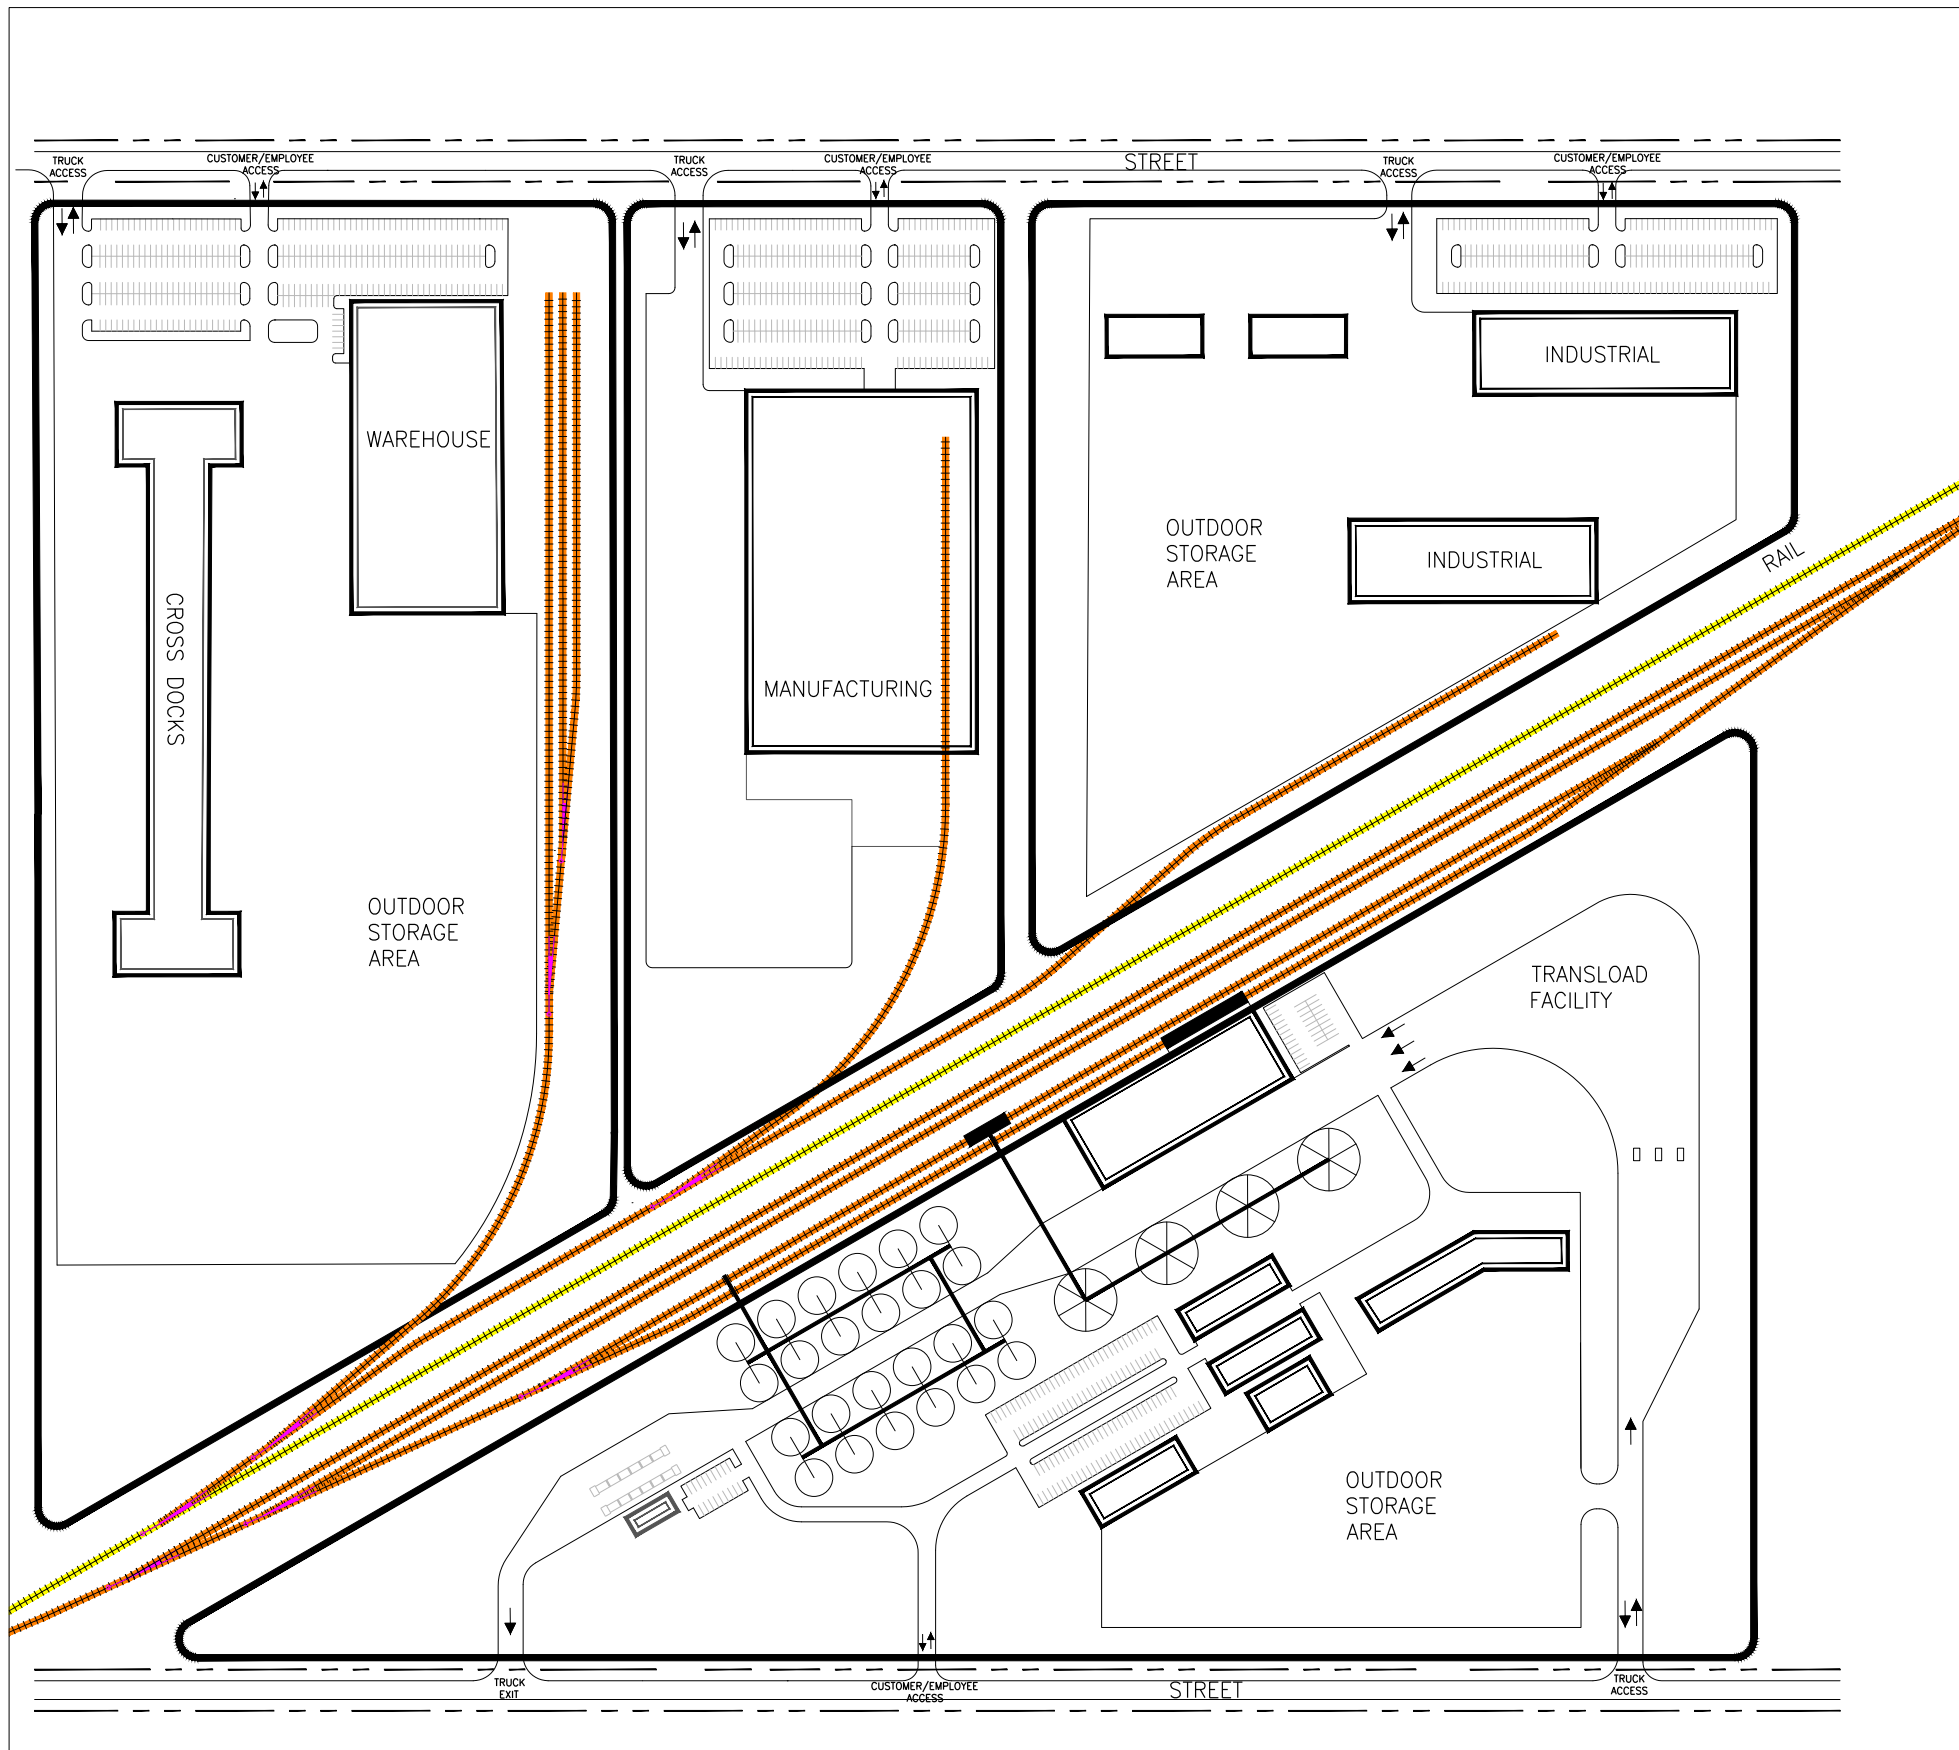 TRUCK
ACCESS
CUSTOMER/EMPLOYEE
ACCESS
TRUCK
ACCESS
CUSTOMER/EMPLOYEE
ACCESS
STREET
TRUCK
ACCESS
CUSTOMER/EMPLOYEE
ACCESS
INDUSTRIAL
WAREHOUSE
OUTDOOR
STORAGE
AREA
INDUSTRIAL
RAIL
CROSS DOCKS
MANUFACTURING
OUTDOOR
STORAGE
AREA
TRANSLOAD
FACILITY
OUTDOOR
STORAGE
AREA
TRUCK
EXIT
CUSTOMER/EMPLOYEE
ACCESS
STREET
TRUCK
ACCESS